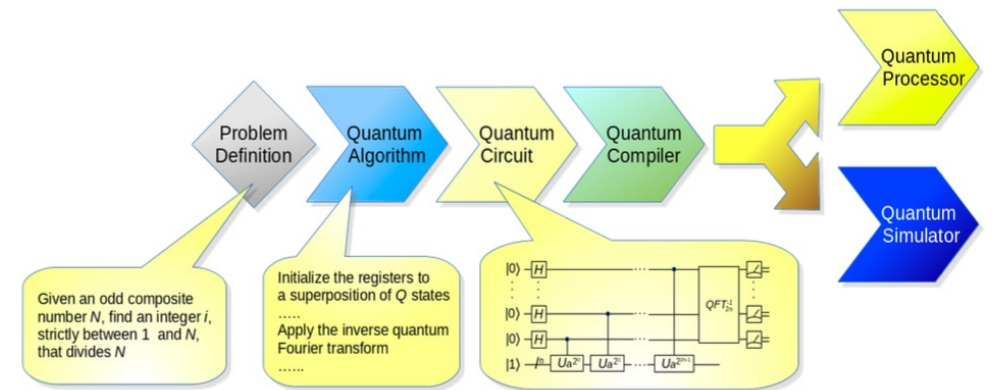 Quantum
Processor
Problem
Definition
Quantum
Algorithm
Quantum
Circuit
Quantum
Compiler
Quantum
Simulator
Given an odd composite
number N, find an integer i,
strictly between 1 and N,
that divides N
Initialize the registers to
a superposition of Q states
.....
Apply the inverse quantum
Fourier transform
......
|0⟩ H
|0⟩ H
|0⟩ H
QFT⁻¹₂ₙ
|1⟩ Ua
Ua
Ua